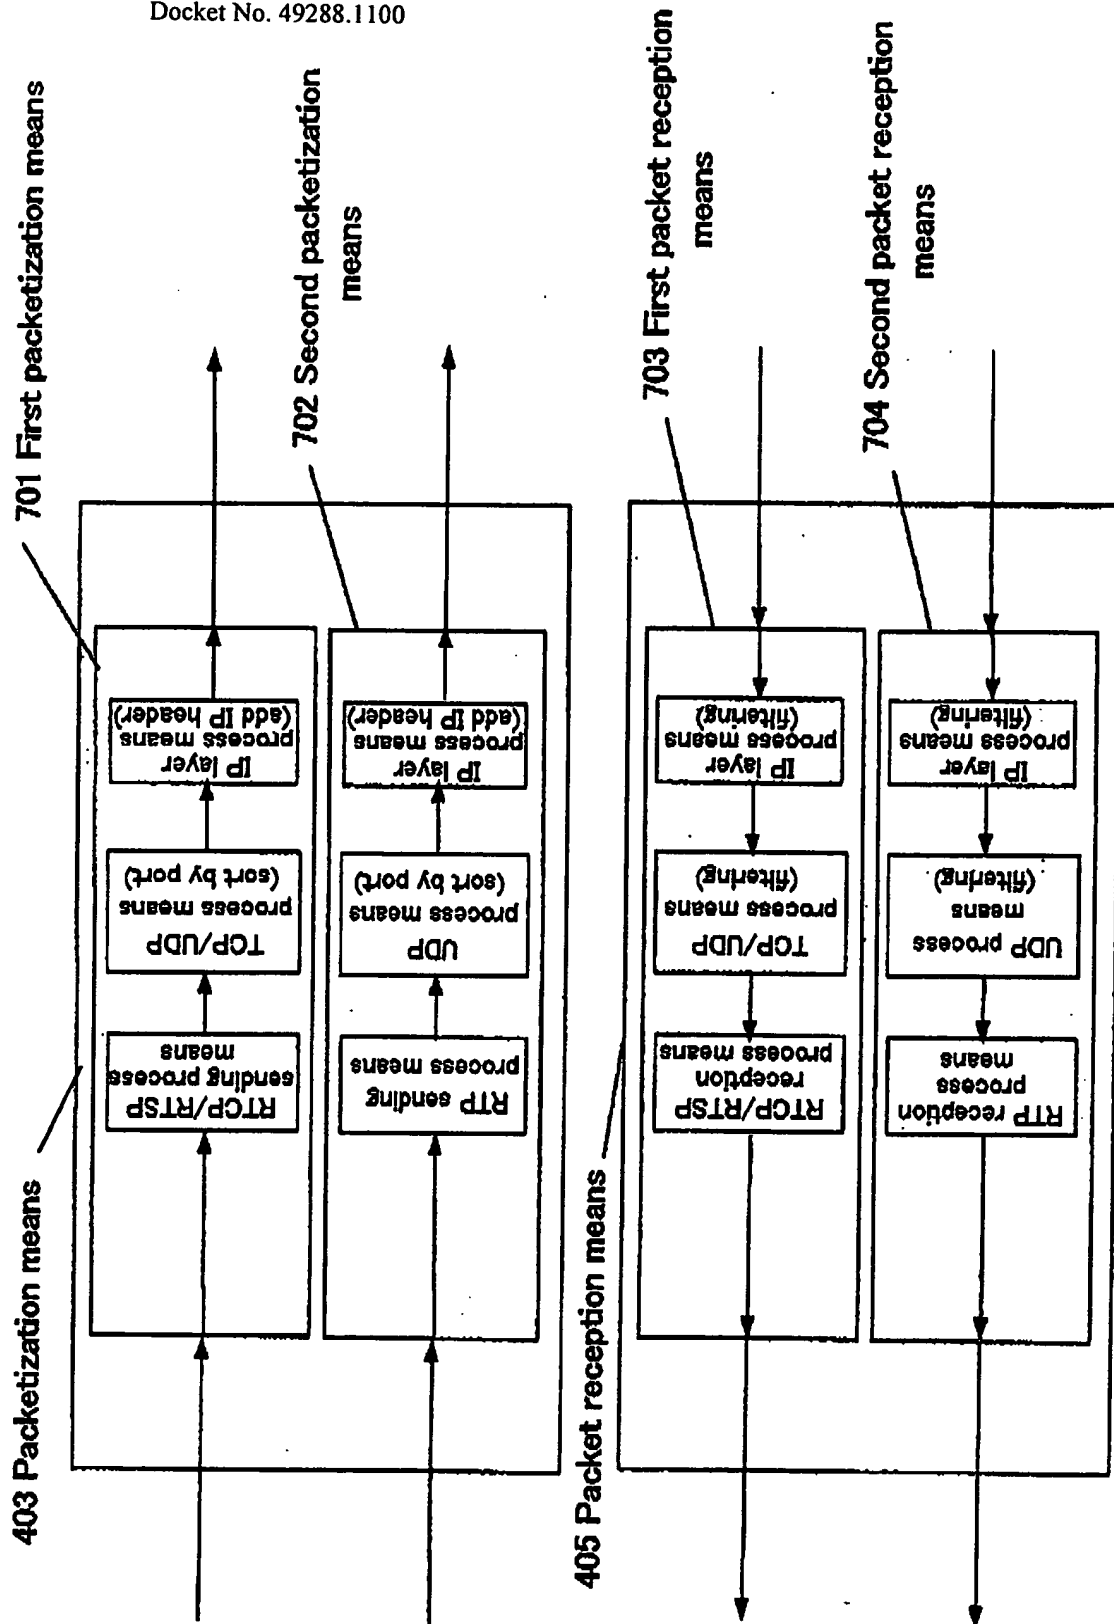 Docket No. 49288.1100
403 Packetization means
701 First packetization means
RTCP/RTSP
sending process
means
TCP/UDP
process means
(sort by port)
IP layer
process means
(add IP header)
702 Second packetization
means
RTP sending
process means
UDP
process means
(sort by port)
IP layer
process means
(add IP header)
405 Packet reception means
703 First packet reception
means
RTCP/RTSP
reception
process means
TCP/UDP
process means
(filtering)
IP layer
process means
(filtering)
704 Second packet reception
means
RTP reception
process
means
UDP process
means
(filtering)
IP layer
process means
(filtering)